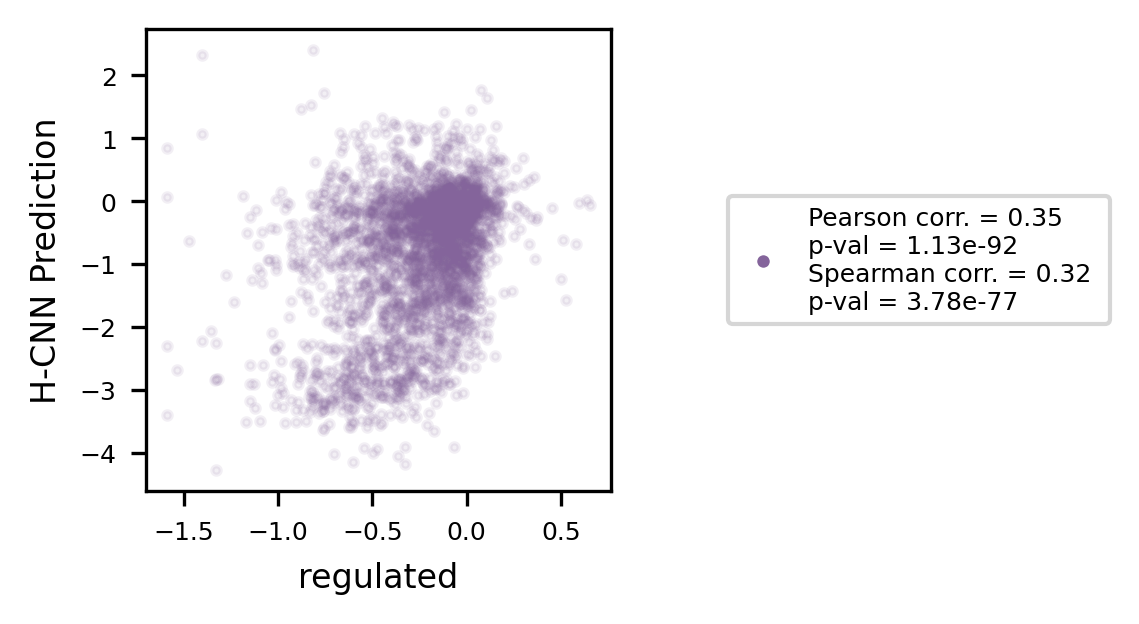 H-CNN Prediction
2
1
0
−1
−2
−3
−4
−1.5 −1.0 −0.5 0.0 0.5
regulated
Pearson corr. = 0.35
p-val = 1.13e-92
Spearman corr. = 0.32
p-val = 3.78e-77